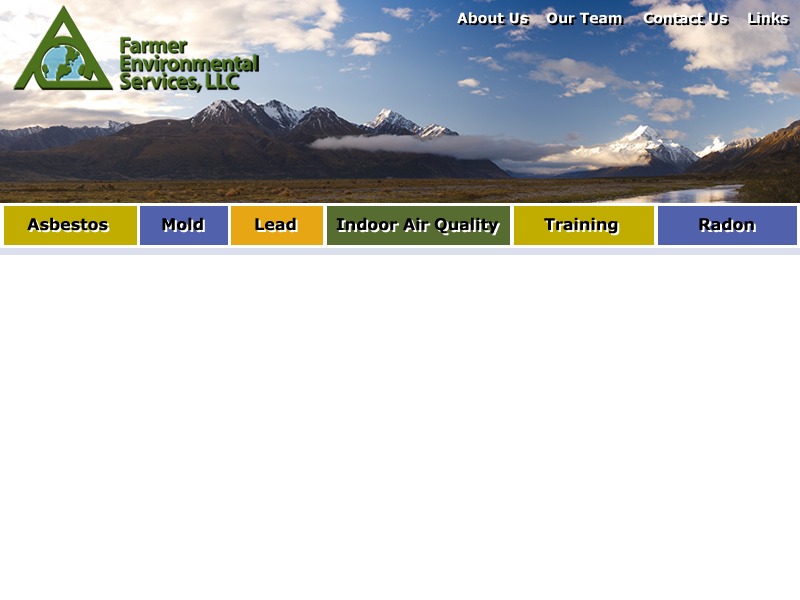 About Us Our Team Contact Us Links
Farmer
Environmental
Services, LLC
Asbestos Mold Lead Indoor Air Quality Training Radon